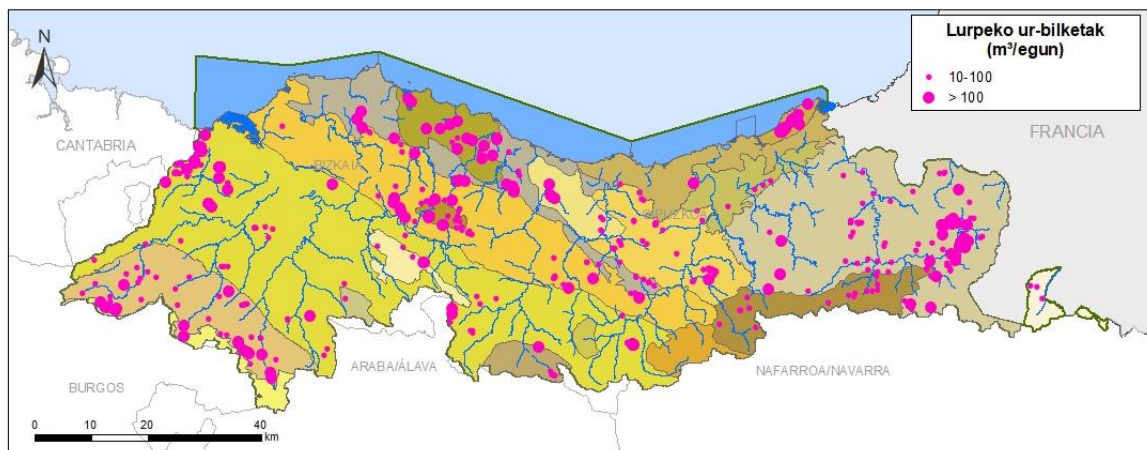 Lurpeko ur-bilketak
(m³/egun)
10-100
> 100
N
CANTABRIA
FRANCIA
BIZKAIA
GIPUZKOA
ARABA/ÁLAVA
NAFARROA/NAVARRA
BURGOS
0 10 20 40
km